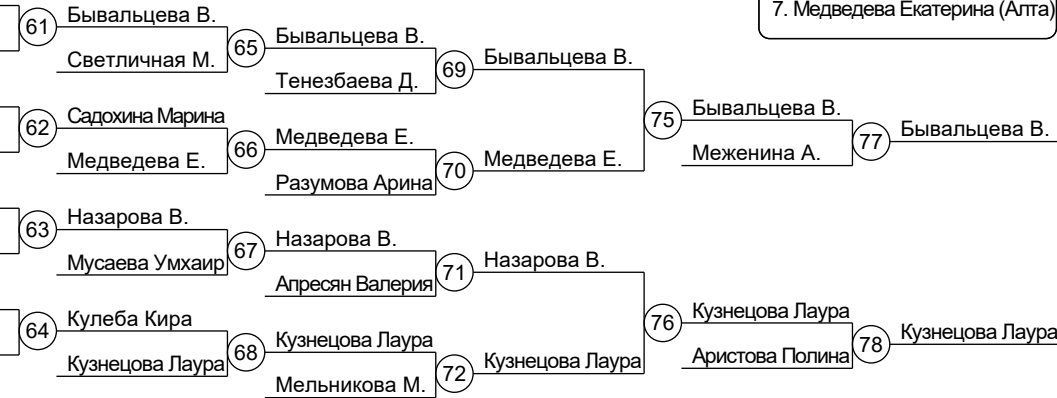 7. Медведева Екатерина (Алта)
61
Бывальцева В.
Светличная М.
65
Бывальцева В.
Тенезбаева Д.
69
Бывальцева В.
62
Садохина Марина
Медведева Е.
66
Медведева Е.
Разумова Арина
70
Медведева Е.
75
Бывальцева В.
Меженина А.
77
Бывальцева В.
63
Назарова В.
Мусаева Умхаир
67
Назарова В.
Апресян Валерия
71
Назарова В.
64
Кулеба Кира
Кузнецова Лаура
68
Кузнецова Лаура
Мельникова М.
72
Кузнецова Лаура
76
Кузнецова Лаура
Аристова Полина
78
Кузнецова Лаура